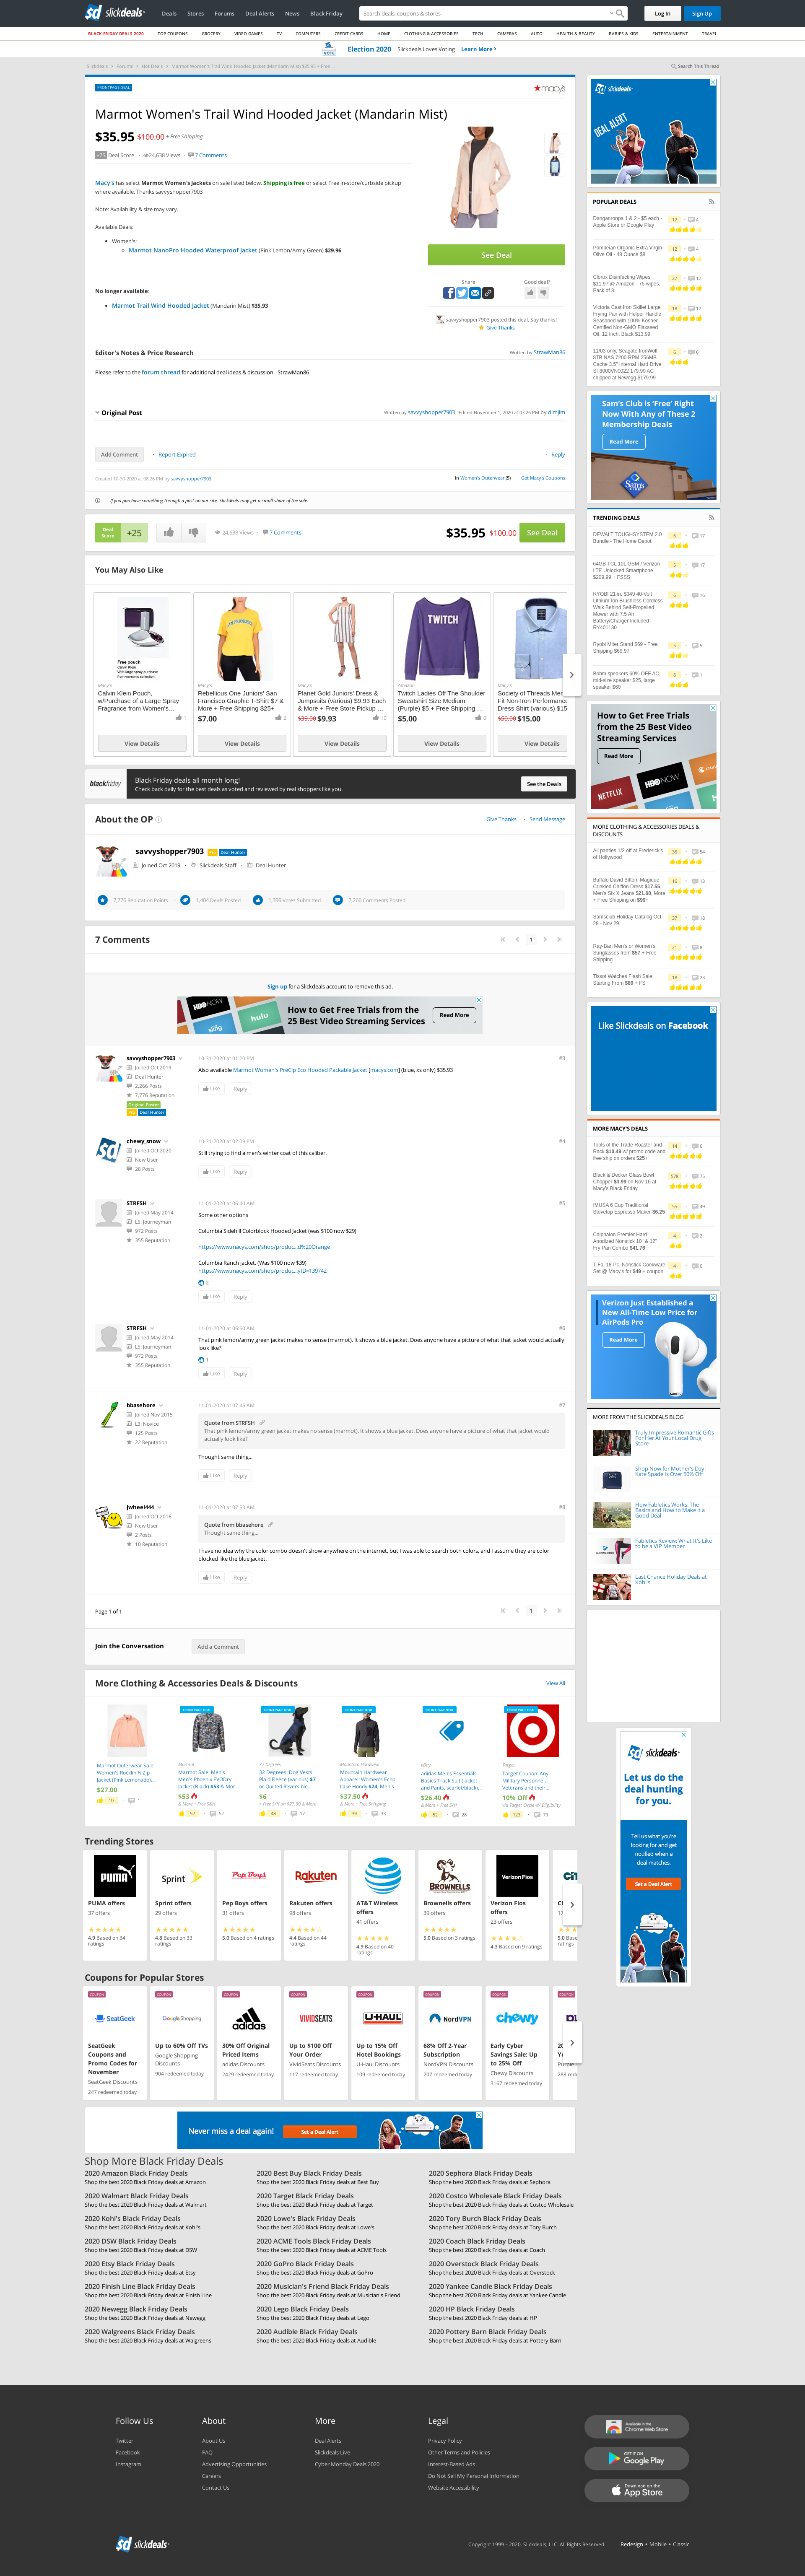 slickdeals
Deals Stores Forums Deal Alerts News Black Friday
Search deals, coupons & stores
Log In Sign Up
BLACK FRIDAY DEALS 2020 TOP COUPONS GROCERY VIDEO GAMES TV COMPUTERS CREDIT CARDS HOME CLOTHING & ACCESSORIES TECH CAMERAS AUTO HEALTH & BEAUTY BABIES & KIDS ENTERTAINMENT TRAVEL
VOTE Election 2020 Slickdeals Loves Voting Learn More
Slickdeals Forums Hot Deals Marmot Women's Trail Wind Hooded Jacket (Mandarin Mist) $35.95 + Free ...
Search This Thread
FRONTPAGE DEAL
macys
Marmot Women's Trail Wind Hooded Jacket (Mandarin Mist)
$35.95 $100.00 + Free Shipping
+25 Deal Score 24,638 Views 7 Comments
Macy's has select Marmot Women's Jackets on sale listed below. Shipping is free or select Free in-store/curbside pickup
where available. Thanks savvyshopper7903
Note: Availability & size may vary.
Available Deals:
Women's:
Marmot NanoPro Hooded Waterproof Jacket (Pink Lemon/Army Green) $29.96
No longer available:
Marmot Trail Wind Hooded Jacket (Mandarin Mist) $35.93
See Deal
Share Good deal?
savvyshopper7903 posted this deal. Say thanks!
Give Thanks
Editor's Notes & Price Research
Written by StrawMan86
Please refer to the forum thread for additional deal ideas & discussion. -StrawMan86
Original Post
Written by savvyshopper7903 Edited November 1, 2020 at 03:26 PM by dimjim
Add Comment Report Expired Reply
Created 10-30-2020 at 06:26 PM by savvyshopper7903
in Women's Outerwear (5) Get Macy's Coupons
If you purchase something through a post on our site, Slickdeals may get a small share of the sale.
Deal
Score
+25
24,638 Views 7 Comments
$35.95 $100.00 See Deal
You May Also Like
Free pouch
Macy's
Calvin Klein Pouch,
w/Purchase of a Large Spray
Fragrance from Women's...
1
View Details
Macy's
Rebellious One Juniors' San
Francisco Graphic T-Shirt $7 &
More + Free Shipping $25+
$7.00
2
View Details
Macy's
Planet Gold Juniors' Dress &
Jumpsuits (various) $9.93 Each
& More + Free Store Pickup ...
$39.00 $9.93
10
View Details
TWITCH
Amazon
Twitch Ladies Off The Shoulder
Sweatshirt Size Medium
(Purple) $5 + Free Shipping ...
$5.00
0
View Details
Macy's
Society of Threads Men
Fit Non-Iron Performance
Dress Shirt (various) $15
$50.00 $15.00
View Details
blackfriday
Black Friday deals all month long!
Check back daily for the best deals as voted and reviewed by real shoppers like you.
See the Deals
About the OP
Give Thanks Send Message
savvyshopper7903 Pro Deal Hunter
Joined Oct 2019 Slickdeals Staff Deal Hunter
7,776 Reputation Points 1,404 Deals Posted 1,399 Votes Submitted 2,266 Comments Posted
7 Comments
1
Sign up for a Slickdeals account to remove this ad.
How to Get Free Trials from the
25 Best Video Streaming Services
Read More
savvyshopper7903
Joined Oct 2019
Deal Hunter
2,266 Posts
7,776 Reputation
Original Poster
Pro Deal Hunter
10-31-2020 at 01:20 PM
#3
Also available Marmot Women's PreCip Eco Hooded Packable Jacket [macys.com] (blue, xs only) $35.93
Like Reply
chewy_snow
Joined Oct 2020
New User
28 Posts
10-31-2020 at 02:09 PM
#4
Still trying to find a man's winter coat of this caliber.
Like Reply
STRFSH
Joined May 2014
L5: Journeyman
972 Posts
355 Reputation
11-01-2020 at 06:40 AM
#5
Some other options
Columbia Sidehill Colorblock Hooded Jacket (was $100 now $29)
https://www.macys.com/shop/produc...d%20Orange
Columbia Ranch jacket. (Was $100 now $39)
https://www.macys.com/shop/produc...y!D=139742
2
Like Reply
STRFSH
Joined May 2014
L5: Journeyman
972 Posts
355 Reputation
11-01-2020 at 06:50 AM
#6
That pink lemon/army green jacket makes no sense (marmot). It shows a blue jacket. Does anyone have a picture of what that jacket would actually
look like?
1
Like Reply
bbasehore
Joined Nov 2015
L3: Novice
125 Posts
22 Reputation
11-01-2020 at 07:45 AM
#7
Quote from STRFSH
That pink lemon/army green jacket makes no sense (marmot). It shows a blue jacket. Does anyone have a picture of what that jacket would
actually look like?
Thought same thing...
Like Reply
jwheel444
Joined Oct 2016
New User
2 Posts
10 Reputation
11-01-2020 at 07:53 AM
#8
Quote from bbasehore
Thought same thing...
I have no idea why the color combo doesn't show anywhere on the internet, but I was able to search both colors, and I assume they are color
blocked like the blue jacket.
Like Reply
Page 1 of 1
1
Join the Conversation Add a Comment
More Clothing & Accessories Deals & Discounts
View All
Marmot Outerwear Sale:
Women's Rocklin ½ Zip
Jacket (Pink Lemonade)...
$27.00
Marmot
Marmot Sale: Men's
Men's Phoenix EVODry
Jacket (Black) $53 & Mor...
$53
& More + Free S&H
52 52
32 Degrees
32 Degrees: Dog Vests:
Plaid Fleece (various) $7
or Quilted Reversible...
$6
48 17
Mountain Hardwear
Mountain Hardwear
Apparel: Women's Echo
Lake Hoody $24, Men's...
$37.50
& More + Free Shipping
39 33
eBay
adidas Men's Essentials
Basics Track Suit (jacket
and Pants, scarlet/black)...
$26.40
52 28
Target
Target Coupon: Any
Military Personnel,
Veterans and their...
10% Off
123 79
Trending Stores
PUMA offers
37 offers
4.9 Based on 34
ratings
Sprint offers
29 offers
4.8 Based on 33
ratings
Pep Boys offers
31 offers
5.0 Based on 4 ratings
Rakuten offers
98 offers
4.4 Based on 44
ratings
AT&T Wireless
offers
41 offers
4.9 Based on 40
ratings
Brownells offers
39 offers
5.0 Based on 3 ratings
Verizon Fios
offers
23 offers
4.3 Based on 9 ratings
Coupons for Popular Stores
SeatGeek
Coupons and
Promo Codes for
November
SeatGeek Discounts
247 redeemed today
Up to 60% Off TVs
Google Shopping
Discounts
904 redeemed today
30% Off Original
Priced Items
adidas Discounts
2429 redeemed today
Up to $100 Off
Your Order
VividSeats Discounts
117 redeemed today
Up to 15% Off
Hotel Bookings
U-Haul Discounts
109 redeemed today
68% Off 2-Year
Subscription
NordVPN Discounts
207 redeemed today
Early Cyber
Savings Sale: Up
to 25% Off
Chewy Discounts
3167 redeemed today
Never miss a deal again! Set a Deal Alert
Shop More Black Friday Deals
2020 Amazon Black Friday Deals
Shop the best 2020 Black Friday deals at Amazon
2020 Best Buy Black Friday Deals
Shop the best 2020 Black Friday deals at Best Buy
2020 Sephora Black Friday Deals
Shop the best 2020 Black Friday deals at Sephora
2020 Walmart Black Friday Deals
Shop the best 2020 Black Friday deals at Walmart
2020 Target Black Friday Deals
Shop the best 2020 Black Friday deals at Target
2020 Costco Wholesale Black Friday Deals
Shop the best 2020 Black Friday deals at Costco Wholesale
2020 Kohl's Black Friday Deals
Shop the best 2020 Black Friday deals at Kohl's
2020 Lowe's Black Friday Deals
Shop the best 2020 Black Friday deals at Lowe's
2020 Tory Burch Black Friday Deals
Shop the best 2020 Black Friday deals at Tory Burch
2020 DSW Black Friday Deals
Shop the best 2020 Black Friday deals at DSW
2020 ACME Tools Black Friday Deals
Shop the best 2020 Black Friday deals at ACME Tools
2020 Coach Black Friday Deals
Shop the best 2020 Black Friday deals at Coach
2020 Etsy Black Friday Deals
Shop the best 2020 Black Friday deals at Etsy
2020 GoPro Black Friday Deals
Shop the best 2020 Black Friday deals at GoPro
2020 Overstock Black Friday Deals
Shop the best 2020 Black Friday deals at Overstock
2020 Finish Line Black Friday Deals
Shop the best 2020 Black Friday deals at Finish Line
2020 Musician's Friend Black Friday Deals
Shop the best 2020 Black Friday deals at Musician's Friend
2020 Yankee Candle Black Friday Deals
Shop the best 2020 Black Friday deals at Yankee Candle
2020 Newegg Black Friday Deals
Shop the best 2020 Black Friday deals at Newegg
2020 Lego Black Friday Deals
Shop the best 2020 Black Friday deals at Lego
2020 HP Black Friday Deals
Shop the best 2020 Black Friday deals at HP
2020 Walgreens Black Friday Deals
Shop the best 2020 Black Friday deals at Walgreens
2020 Audible Black Friday Deals
Shop the best 2020 Black Friday deals at Audible
2020 Pottery Barn Black Friday Deals
Shop the best 2020 Black Friday deals at Pottery Barn
slickdeals
DEAL ALERT
POPULAR DEALS
Danganronpa 1 & 2 - $5 each -
Apple Store or Google Play
12 4
Pompeian Organic Extra Virgin
Olive Oil - 48 Ounce $8
12 4
Clorox Disinfecting Wipes
$11.97 @ Amazon - 75 wipes,
Pack of 3
27 12
Victoria Cast Iron Skillet Large
Frying Pan with Helper Handle
Seasoned with 100% Kosher
Certified Non-GMO Flaxseed
Oil, 12 Inch, Black $13.99
18 12
11/03 only, Seagate IronWolf
8TB NAS 7200 RPM 256MB
Cache 3.5" Internal Hard Drive
ST8000VN0022 179.99 AC
shipped at Newegg $179.99
6 6
Sam's Club is 'Free' Right
Now With Any of These 2
Membership Deals
Read More
TRENDING DEALS
DEWALT TOUGHSYSTEM 2.0
Bundle - The Home Depot
6 17
64GB TCL 10L GSM / Verizon
LTE Unlocked Smartphone
$209.99 + FSSS
5 17
RYOBI 21 in. $349 40-Volt
Lithium-Ion Brushless Cordless
Walk Behind Self-Propelled
Mower with 7.5 Ah
Battery/Charger Included-
RY401130
6 16
Ryobi Miter Stand $69 - Free
Shipping $69.97
5 5
Bohm speakers 60% OFF AC,
mid-size speaker $25, large
speaker $60
6 7
How to Get Free Trials
from the 25 Best Video
Streaming Services
Read More
NETFLIX HBO NOW
MORE CLOTHING & ACCESSORIES DEALS &
DISCOUNTS
All panties 1/2 off at Frederick's
of Hollywood
36 54
Buffalo David Bitton: Magique
Crinkled Chiffon Dress $17.55,
Men's Six X Jeans $21.60, More
+ Free Shipping on $99+
16 13
Samsclub Holiday Catalog Oct
28 - Nov 29
37 18
Ray-Ban Men's or Women's
Sunglasses from $57 + Free
Shipping
21 8
Tissot Watches Flash Sale:
Starting From $89 + FS
18 23
Like Slickdeals on Facebook
MORE MACY'S DEALS
Tools of the Trade Roaster and
Rack $10.49 w/ promo code and
free ship on orders $25+
14 6
Black & Decker Glass Bowl
Chopper $3.99 on Nov 16 at
Macy's Black Friday
578 75
IMUSA 6 Cup Traditional
Stovetop Espresso Maker-$6.25
55 49
Calphalon Premier Hard
Anodized Nonstick 10" & 12"
Fry Pan Combo $41.76
4 2
T-Fal 18-Pc. Nonstick Cookware
Set @ Macy's for $49 + coupon
4 0
Verizon Just Established a
New All-Time Low Price for
AirPods Pro
Read More
MORE FROM THE SLICKDEALS BLOG
Truly Impressive Romantic Gifts
For Her At Your Local Drug
Store
Shop Now for Mother's Day:
Kate Spade Is Over 50% Off
How Fabletics Works: The
Basics and How to Make it a
Good Deal
Fabletics Review: What It's Like
to be a VIP Member
Last Chance Holiday Deals at
Kohl's
slickdeals
Let us do the
deal hunting
for you.
Tell us what you're
looking for and get
notified when a
deal matches.
Set a Deal Alert
Follow Us
Twitter
Facebook
Instagram
About
About Us
FAQ
Advertising Opportunities
Careers
Contact Us
More
Deal Alerts
Slickdeals Live
Cyber Monday Deals 2020
Legal
Privacy Policy
Other Terms and Policies
Interest-Based Ads
Do Not Sell My Personal Information
Website Accessibility
Available in the
Chrome Web Store
GET IT ON
Google Play
Download on the
App Store
slickdeals
Copyright 1999 - 2020. Slickdeals, LLC. All Rights Reserved. Redesign • Mobile • Classic